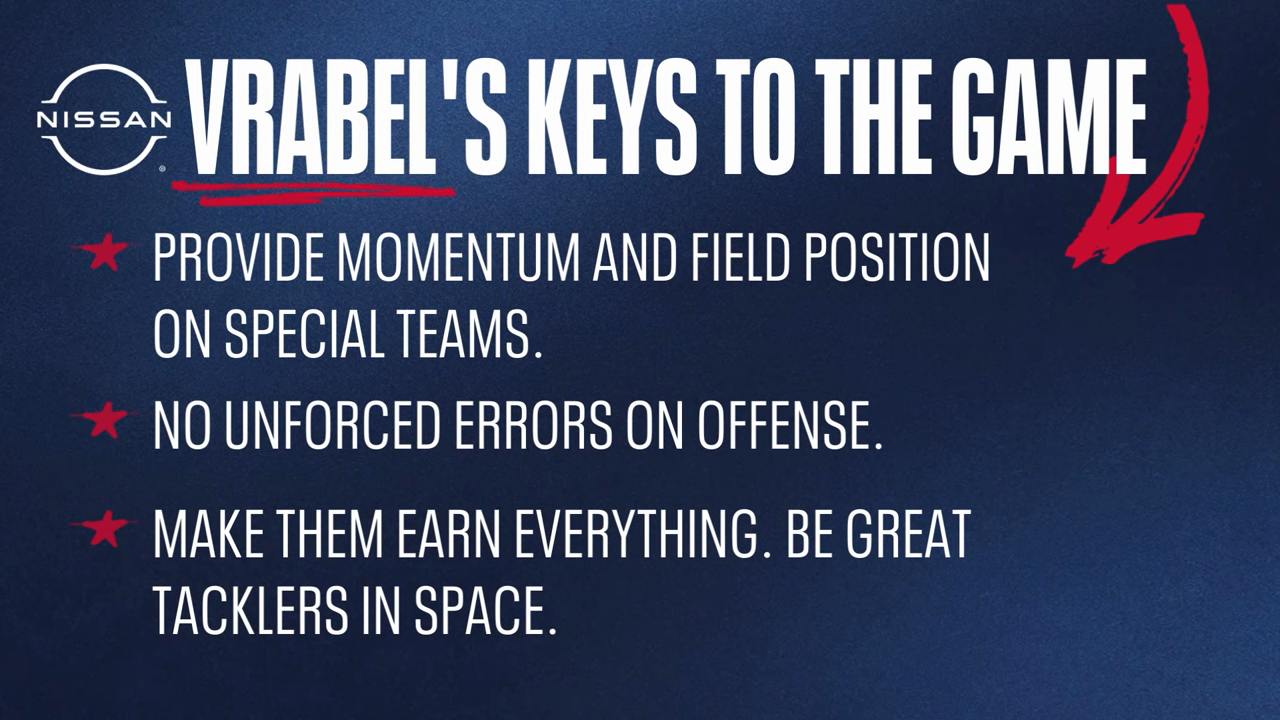 NISSAN
®
VRABEL'S KEYS TO THE GAME
PROVIDE MOMENTUM AND FIELD POSITION
ON SPECIAL TEAMS.
NO UNFORCED ERRORS ON OFFENSE.
MAKE THEM EARN EVERYTHING. BE GREAT
TACKLERS IN SPACE.